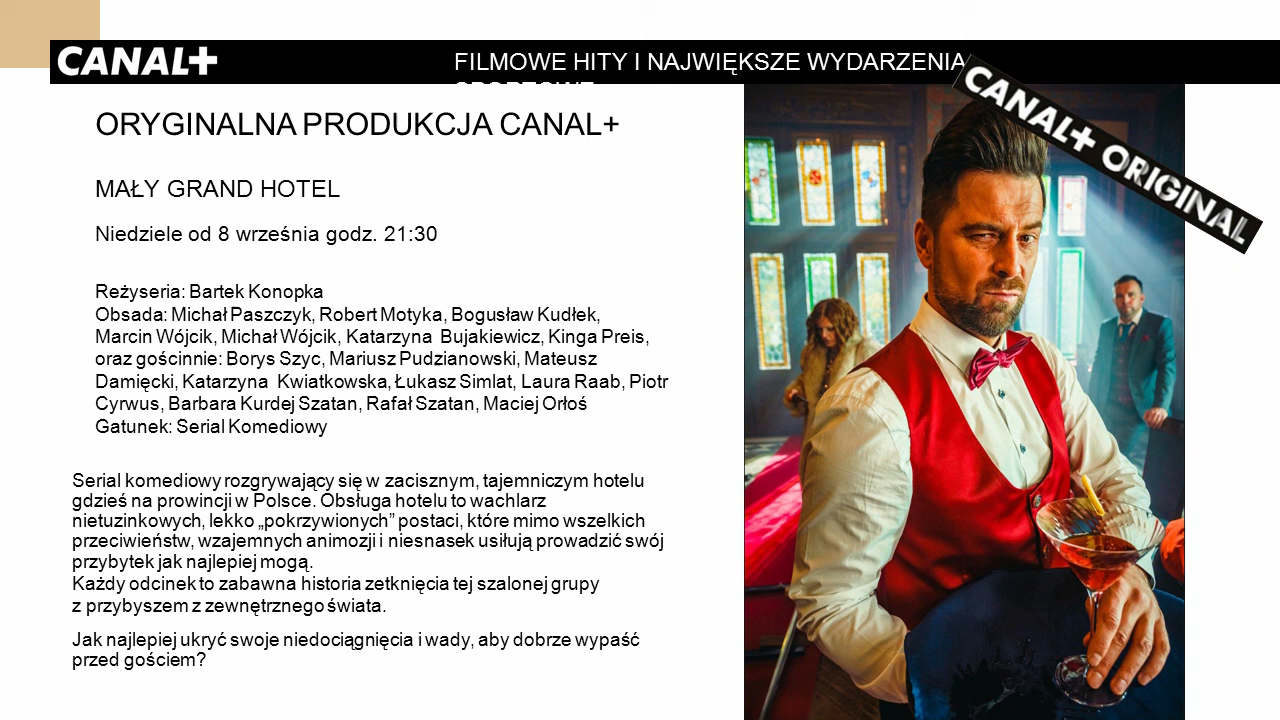 CANAL+
FILMOWE HITY I NAJWIĘKSZE WYDARZENIA
ORYGINALNA PRODUKCJA CANAL+
CANAL+ ORIGINAL
MAŁY GRAND HOTEL
Niedziele od 8 września godz. 21:30
Reżyseria: Bartek Konopka
Obsada: Michał Paszczyk, Robert Motyka, Bogusław Kudłek,
Marcin Wójcik, Michał Wójcik, Katarzyna Bujakiewicz, Kinga Preis,
oraz gościnnie: Borys Szyc, Mariusz Pudzianowski, Mateusz
Damięcki, Katarzyna Kwiatkowska, Łukasz Simlat, Laura Raab, Piotr
Cyrwus, Barbara Kurdej Szatan, Rafał Szatan, Maciej Orłoś
Gatunek: Serial Komediowy
Serial komediowy rozgrywający się w zacisznym, tajemniczym hotelu
gdzieś na prowincji w Polsce. Obsługa hotelu to wachlarz
nietuzinkowych, lekko „pokrzywionych” postaci, które mimo wszelkich
przeciwieństw, wzajemnych animozji i niesnasek usiłują prowadzić swój
przybytek jak najlepiej mogą.
Każdy odcinek to zabawna historia zetknięcia tej szalonej grupy
z przybyszem z zewnętrznego świata.
Jak najlepiej ukryć swoje niedociągnięcia i wady, aby dobrze wypaść
przed gościem?